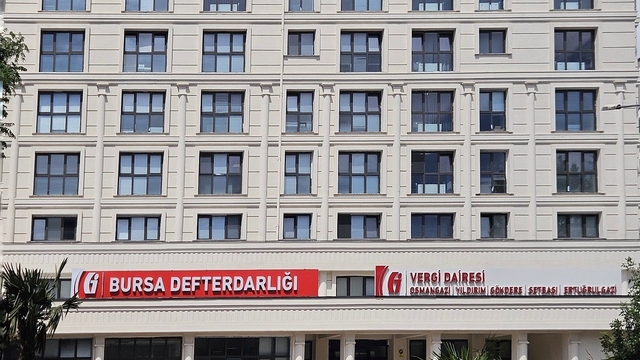 BURSA DEFTERDARLIĞI
VERGİ DAİRESİ
OSMANGAZİ YILDIRIM GÖKDERE SETBAŞI ERTUĞRULGAZİ